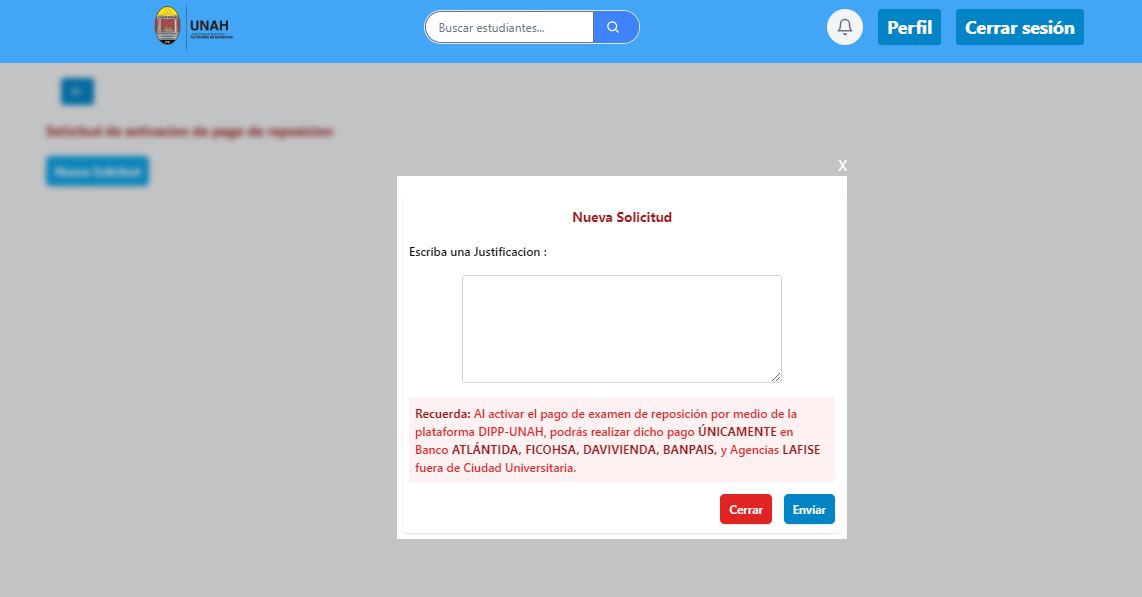 UNAH
Buscar estudiantes...
Perfil
Cerrar sesión
Solicitud de activacion de pago de reposicion
Nueva Solicitud
X
Nueva Solicitud
Escriba una Justificacion :
Recuerda: Al activar el pago de examen de reposición por medio de la
plataforma DIPP-UNAH, podrás realizar dicho pago ÚNICAMENTE en
Banco ATLÁNTIDA, FICOHSA, DAVIVIENDA, BANPAIS, y Agencias LAFISE
fuera de Ciudad Universitaria.
Cerrar
Enviar